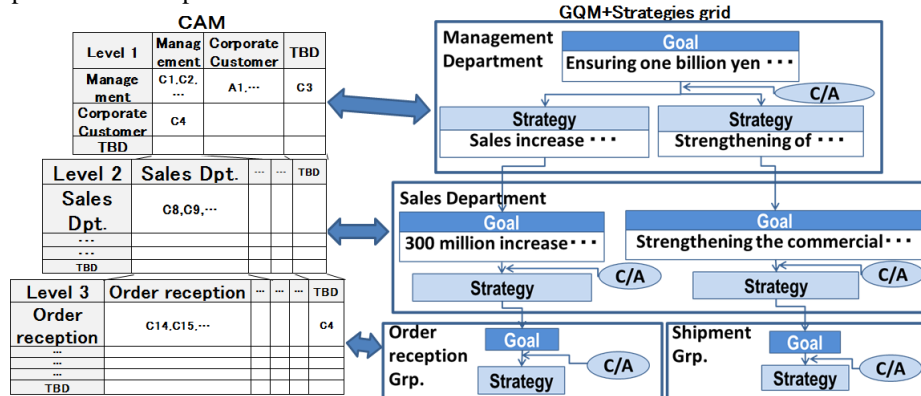 CAM
Level 1 Manag ement Corporate Customer TBD
Manage ment C1,C2, ··· A1,··· C3
Corporate Customer C4
TBD
Level 2 Sales Dpt. ··· ··· TBD
Sales Dpt. C8,C9,···
···
···
TBD
Level 3 Order reception ··· ··· ··· TBD
Order reception C14,C15,··· C4
···
···
···
TBD
GQM+Strategies grid
Management Department
Goal
Ensuring one billion yen ···
C/A
Strategy
Sales increase ···
Strategy
Strengthening of ···
Sales Department
Goal
300 million increase···
C/A
Strategy
Goal
Strengthening the commercial···
C/A
Strategy
Order reception Grp.
Goal
C/A
Strategy
Shipment Grp.
Goal
C/A
Strategy